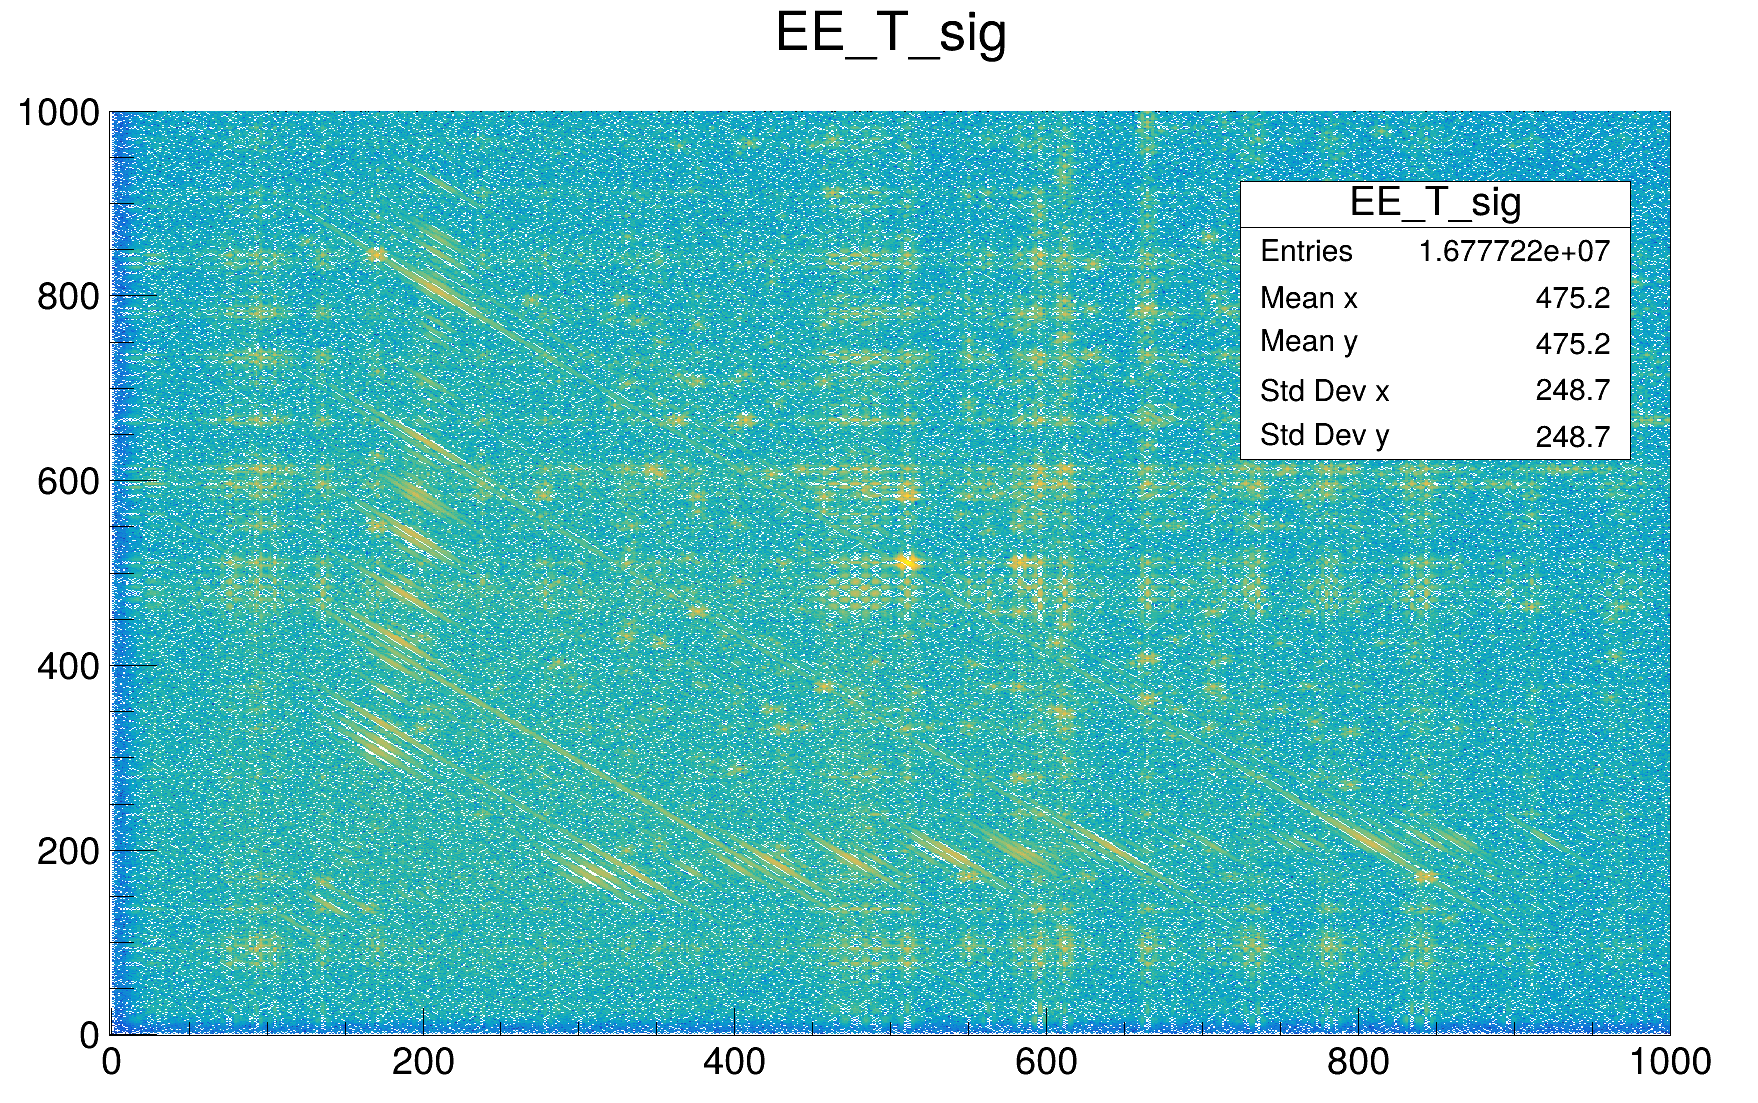 EE_T_sig
EE_T_sig
Entries 1.677722e+07
Mean x 475.2
Mean y 475.2
Std Dev x 248.7
Std Dev y 248.7
1000
800
600
400
200
0
0 200 400 600 800 1000